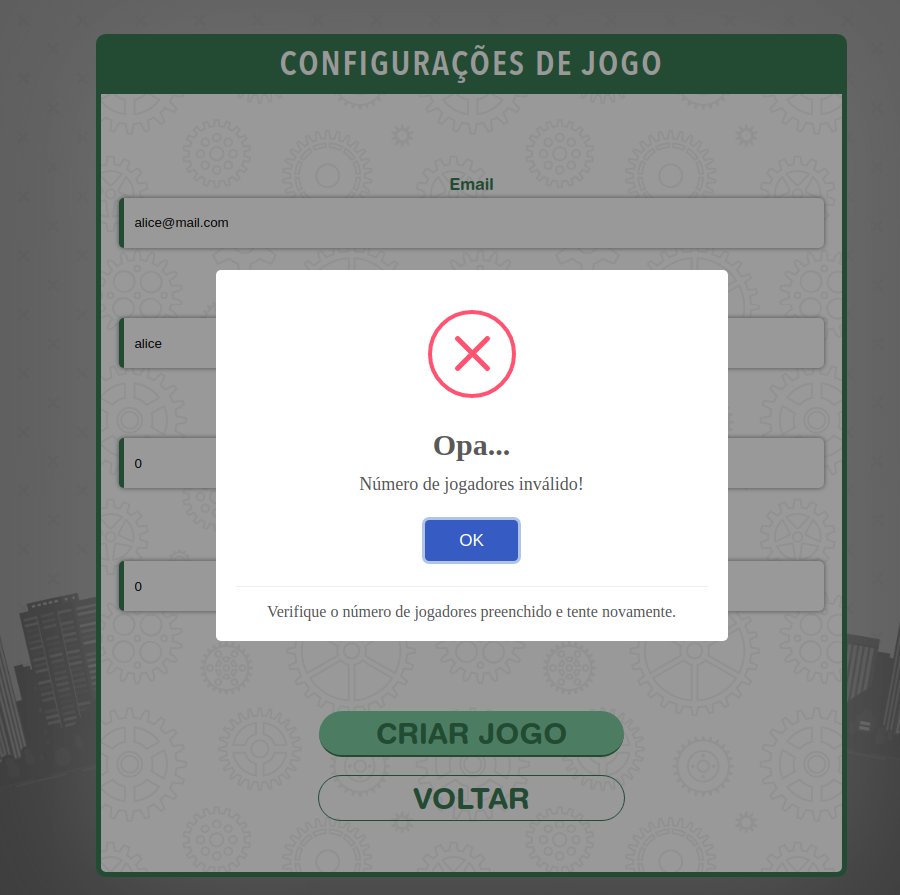 CONFIGURAÇÕES DE JOGO
Email
alice@mail.com
alice
0
0
Opa...
Número de jogadores inválido!
OK
Verifique o número de jogadores preenchido e tente novamente.
CRIAR JOGO
VOLTAR